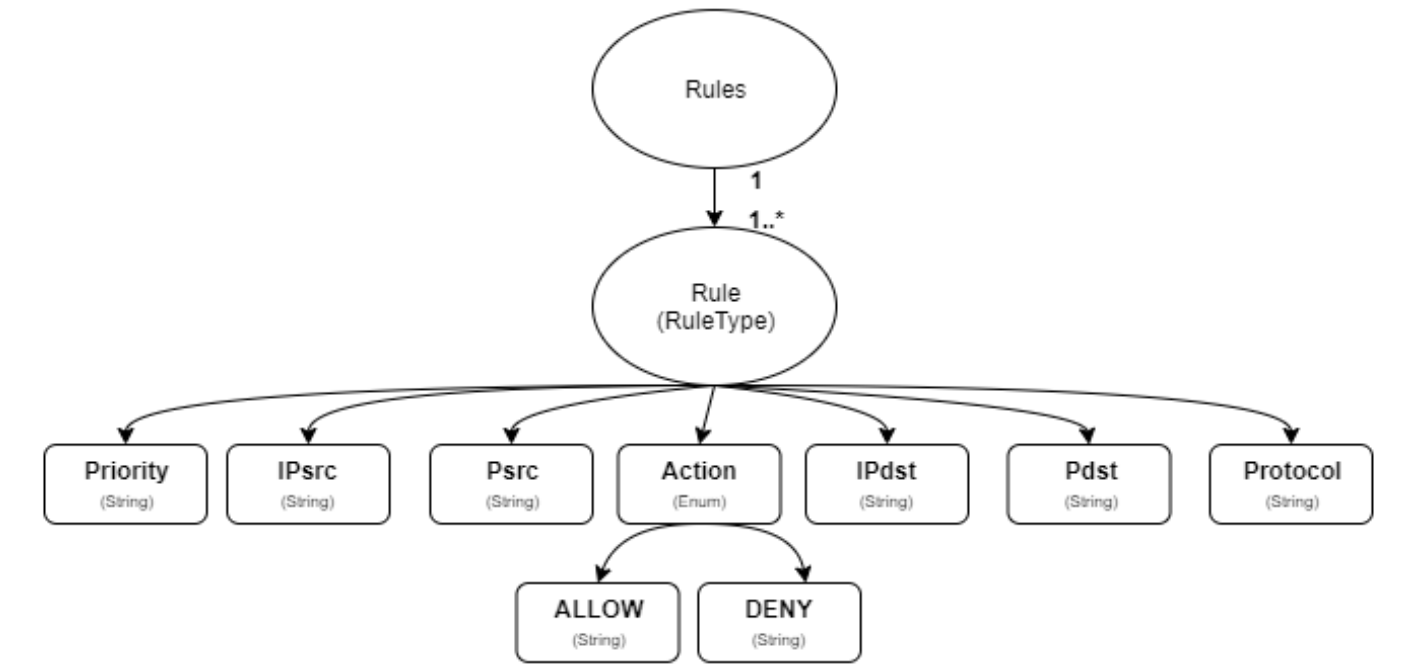 Rules
1
1..*
Rule
(RuleType)
Priority
(String)
IPsrc
(String)
Psrc
(String)
Action
(Enum)
IPdst
(String)
Pdst
(String)
Protocol
(String)
ALLOW
(String)
DENY
(String)